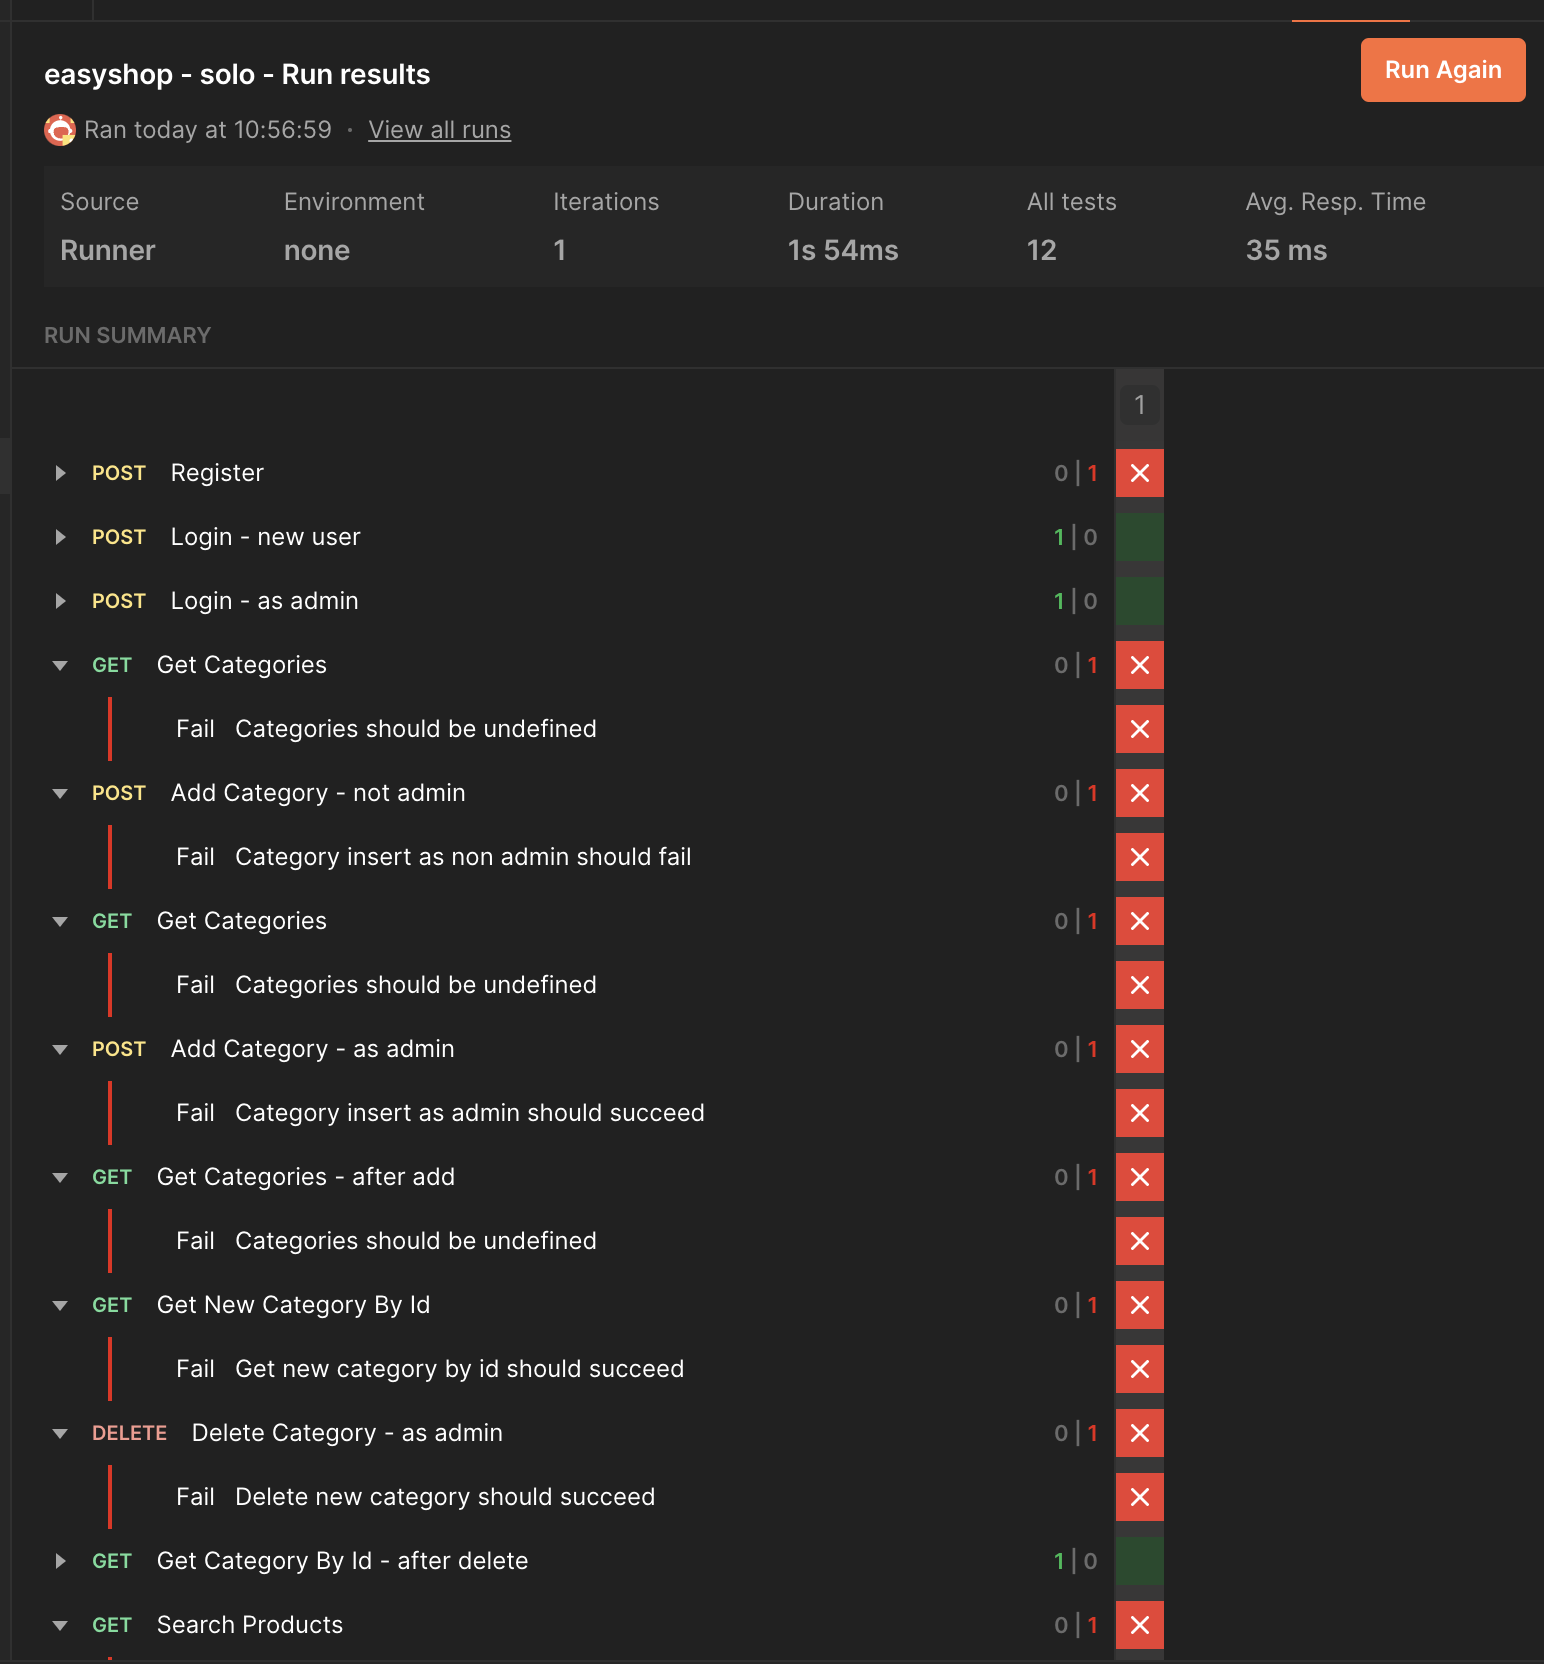 easyshop - solo - Run results
Run Again
Ran today at 10:56:59 · View all runs
Source Environment Iterations Duration All tests Avg. Resp. Time
Runner none 1 1s 54ms 12 35 ms
RUN SUMMARY
1
POST Register 0|1
POST Login - new user 1|0
POST Login - as admin 1|0
GET Get Categories 0|1
Fail Categories should be undefined
POST Add Category - not admin 0|1
Fail Category insert as non admin should fail
GET Get Categories 0|1
Fail Categories should be undefined
POST Add Category - as admin 0|1
Fail Category insert as admin should succeed
GET Get Categories - after add 0|1
Fail Categories should be undefined
GET Get New Category By Id 0|1
Fail Get new category by id should succeed
DELETE Delete Category - as admin 0|1
Fail Delete new category should succeed
GET Get Category By Id - after delete 1|0
GET Search Products 0|1